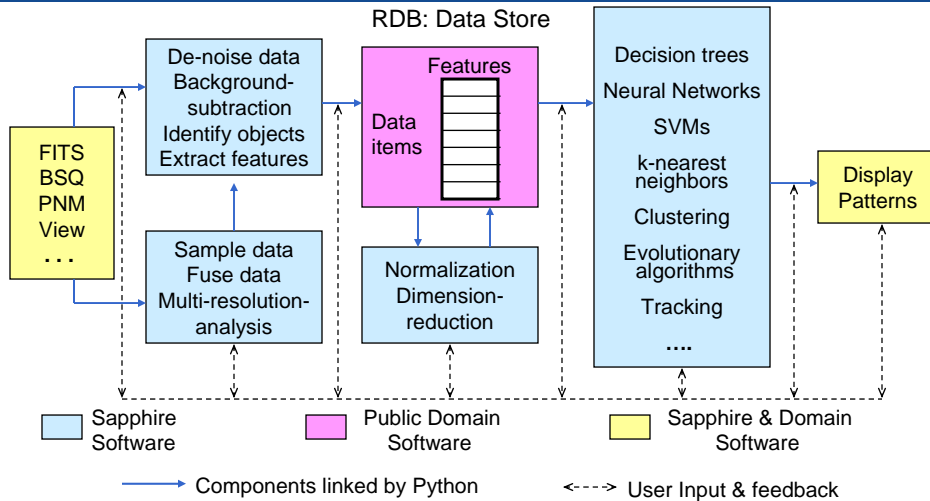 RDB: Data Store
FITS
BSQ
PNM
View
. . .
De-noise data
Background-
subtraction
Identify objects
Extract features
Sample data
Fuse data
Multi-resolution-
analysis
Features
Data
items
Normalization
Dimension-
reduction
Decision trees
Neural Networks
SVMs
k-nearest
neighbors
Clustering
Evolutionary
algorithms
Tracking
....
Display
Patterns
Sapphire
Software
Public Domain
Software
Sapphire & Domain
Software
Components linked by Python
User Input & feedback